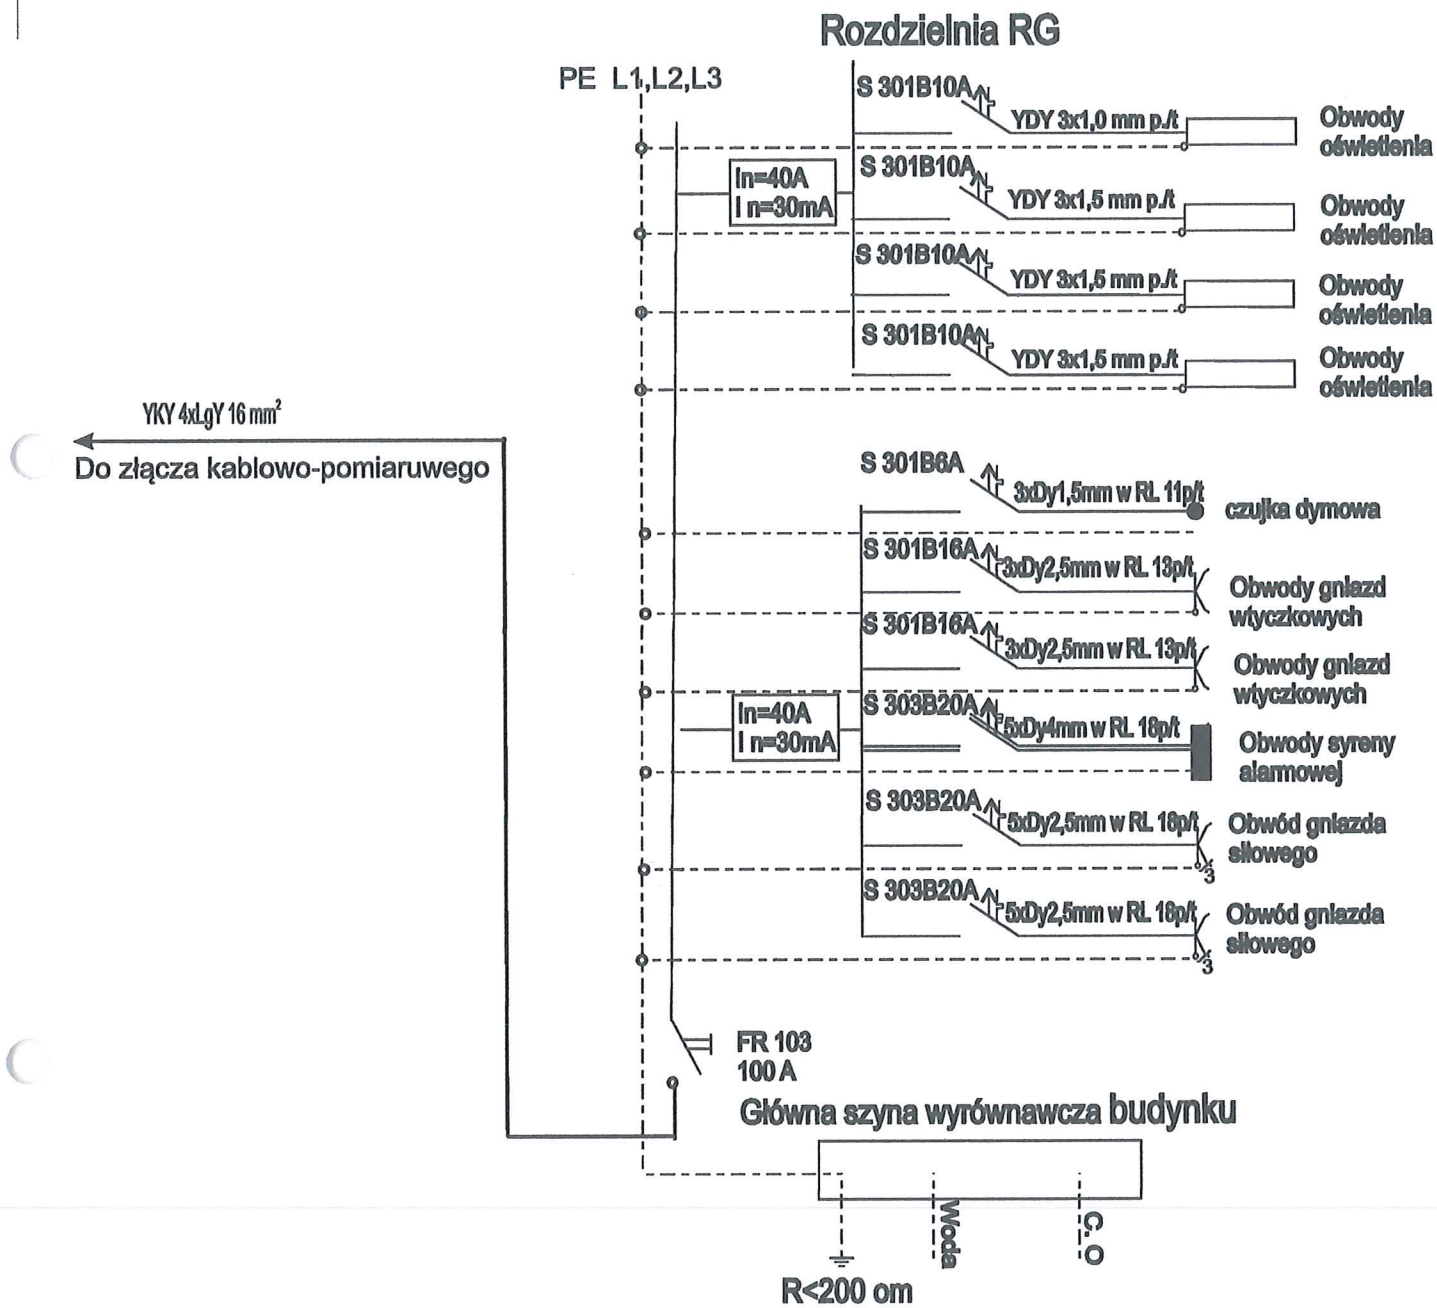 Rozdzielnia RG
PE L1,L2,L3
S 301B10A
YDY 3x1,0 mm p./t
Obwody
oświetlenia
In=40A
I n=30mA
S 301B10A
YDY 3x1,5 mm p./t
Obwody
oświetlenia
S 301B10A
YDY 3x1,5 mm p./t
Obwody
oświetlenia
S 301B10A
YDY 3x1,5 mm p./t
Obwody
oświetlenia
YKY 4xLgY 16 mm²
Do złącza kablowo-pomiaruwego
S 301B6A
3xDy1,5mm w RL 11p/t
czujka dymowa
S 301B16A
3xDy2,5mm w RL 13p/t
Obwody gniazd
wtyczkowych
S 301B16A
3xDy2,5mm w RL 13p/t
Obwody gniazd
wtyczkowych
In=40A
I n=30mA
S 303B20A
5xDy4mm w RL 18p/t
Obwody syreny
alarmowej
S 303B20A
5xDy2,5mm w RL 18p/t
3
Obwód gniazda
siłowego
S 303B20A
5xDy2,5mm w RL 18p/t
3
Obwód gniazda
siłowego
FR 103
100 A
Główna szyna wyrównawcza budynku
Woda
C. O
R<200 om